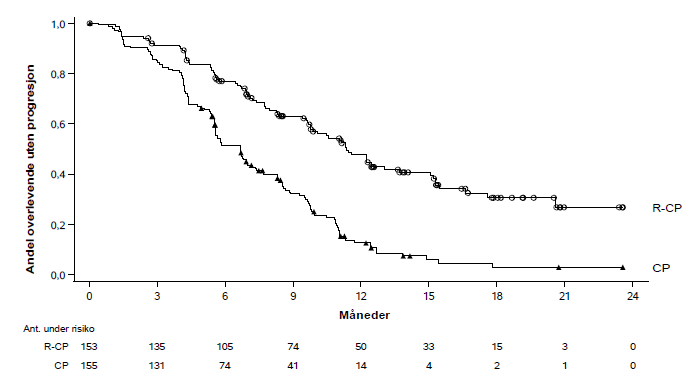 1,0
0,8
0,6
0,4
0,2
0,0
Andel overlevende uten progresjon
R-CP
CP
0 3 6 9 12 15 18 21 24
Måneder
Ant. under risiko
R-CP 153 135 105 74 50 33 15 3 0
CP 155 131 74 41 14 4 2 1 0